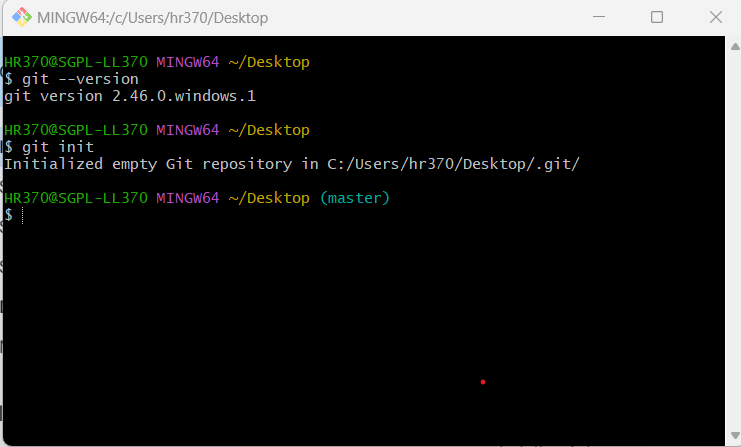 MINGW64:/c/Users/hr370/Desktop
HR370@SGPL-LL370 MINGW64 ~/Desktop
$ git --version
git version 2.46.0.windows.1
HR370@SGPL-LL370 MINGW64 ~/Desktop
$ git init
Initialized empty Git repository in C:/Users/hr370/Desktop/.git/
HR370@SGPL-LL370 MINGW64 ~/Desktop (master)
$